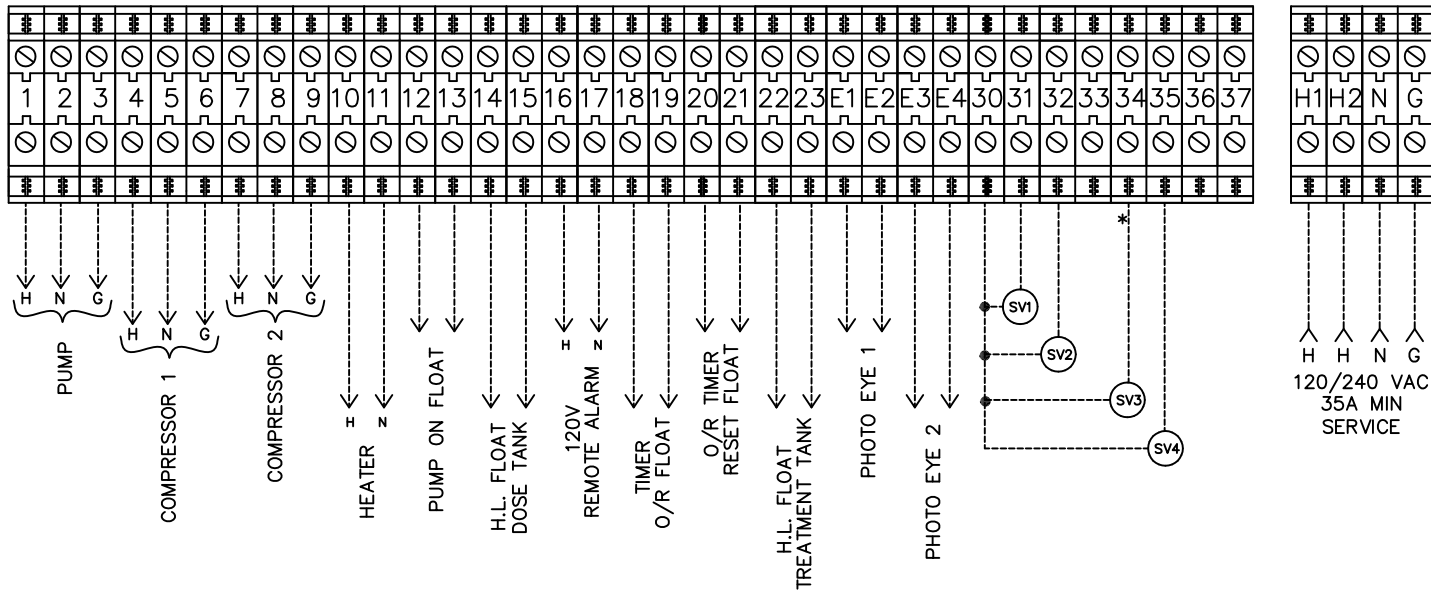 1 2 3 4 5 6 7 8 9 10 11 12 13 14 15 16 17 18 19 20 21 22 23 E1 E2 E3 E4 30 31 32 33 34 35 36 37
H1 H2 N G
*
H N G
PUMP
H N G
COMPRESSOR 1
H N G
COMPRESSOR 2
H N
HEATER
PUMP ON FLOAT
H.L. FLOAT
DOSE TANK
H N
120V
REMOTE ALARM
TIMER
O/R FLOAT
O/R TIMER
RESET FLOAT
H.L. FLOAT
TREATMENT TANK
PHOTO EYE 1
PHOTO EYE 2
SV1
SV2
SV3
SV4
H H N G
120/240 VAC
35A MIN
SERVICE